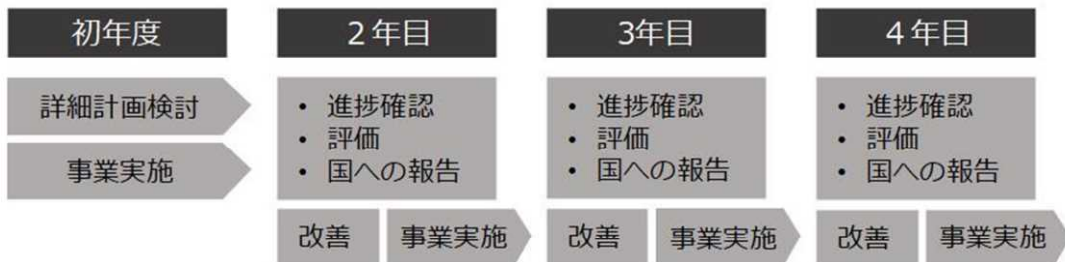 初年度
２年目
3年目
４年目
詳細計画検討
事業実施
• 進捗確認
• 評価
• 国への報告
改善
事業実施
• 進捗確認
• 評価
• 国への報告
改善
事業実施
• 進捗確認
• 評価
• 国への報告
改善
事業実施